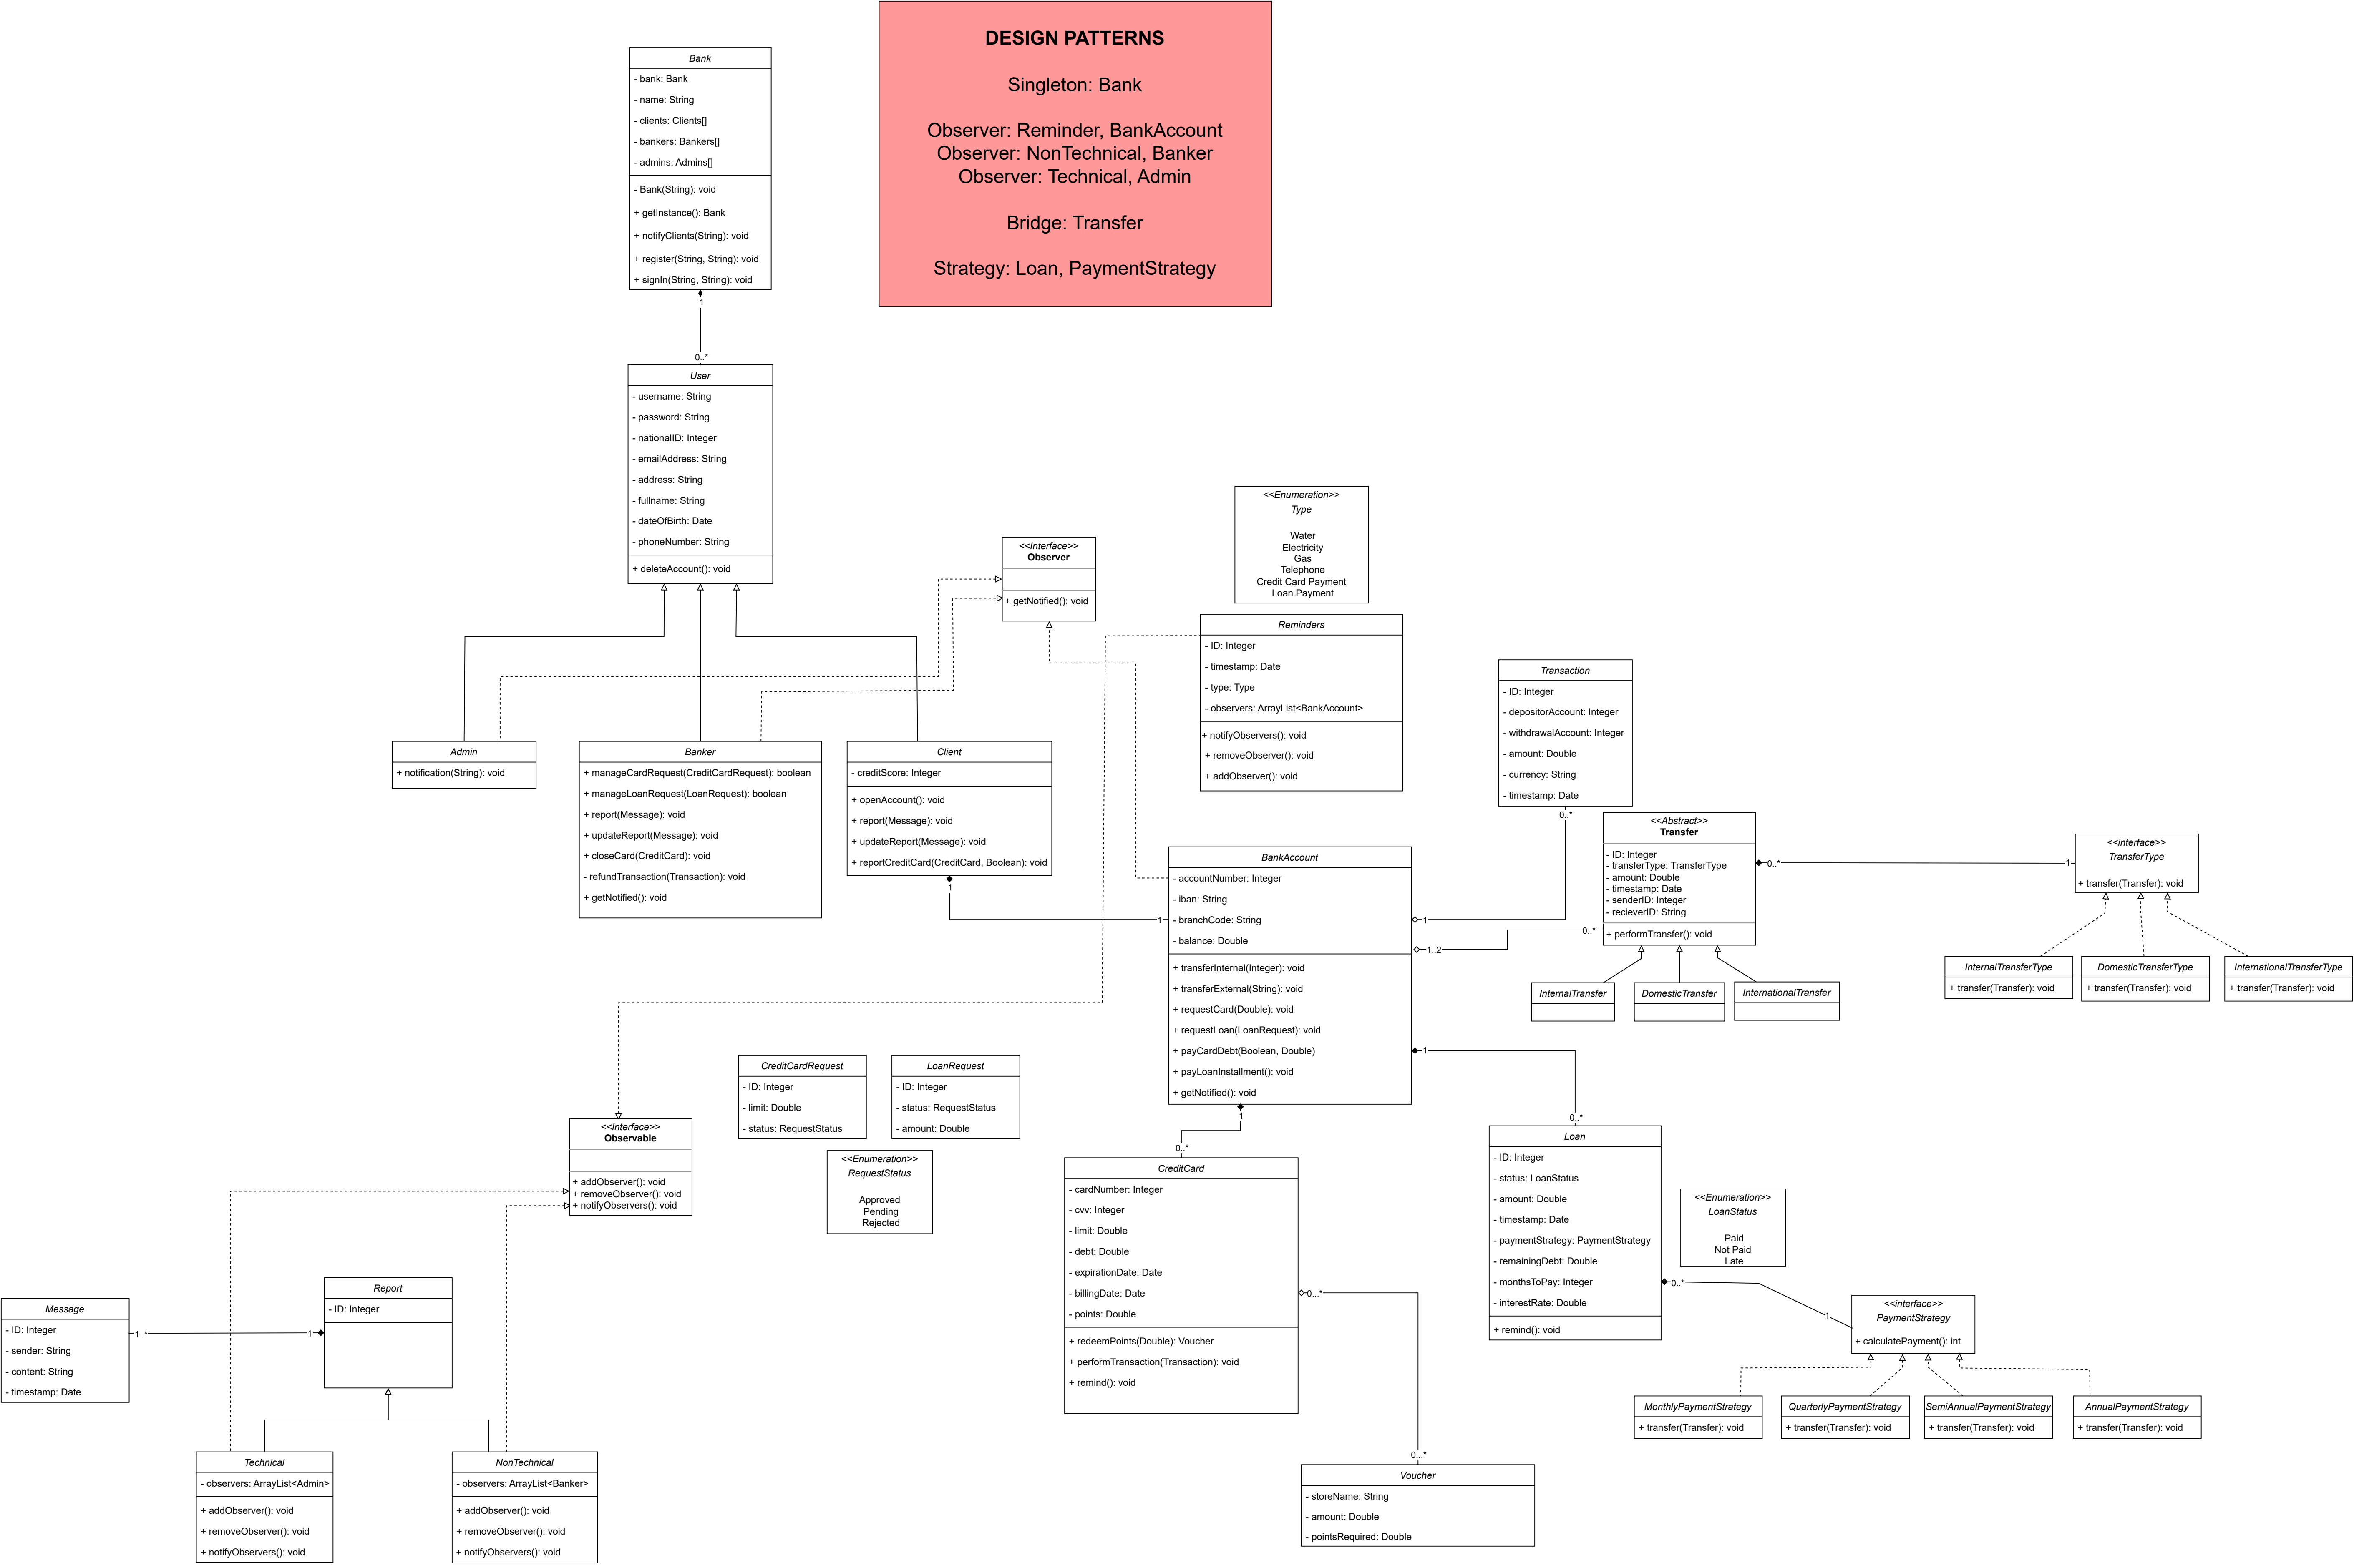 DESIGN PATTERNS
Singleton: Bank
Observer: Reminder, BankAccount
Observer: NonTechnical, Banker
Observer: Technical, Admin
Bridge: Transfer
Strategy: Loan, PaymentStrategy
Bank
- bank: Bank
- name: String
- clients: Clients[]
- bankers: Bankers[]
- admins: Admins[]
- Bank(String): void
+ getInstance(): Bank
+ notifyClients(String): void
+ register(String, String): void
+ signIn(String, String): void
1
0..*
User
- username: String
- password: String
- nationalID: Integer
- emailAddress: String
- address: String
- fullname: String
- dateOfBirth: Date
- phoneNumber: String
+ deleteAccount(): void
<<Interface>>
Observer
+ getNotified(): void
<<Enumeration>>
Type
Water
Electricity
Gas
Telephone
Credit Card Payment
Loan Payment
Reminders
- ID: Integer
- timestamp: Date
- type: Type
- observers: ArrayList<BankAccount>
+ notifyObservers(): void
+ removeObserver(): void
+ addObserver(): void
Admin
+ notification(String): void
Banker
+ manageCardRequest(CreditCardRequest): boolean
+ manageLoanRequest(LoanRequest): boolean
+ report(Message): void
+ updateReport(Message): void
+ closeCard(CreditCard): void
- refundTransaction(Transaction): void
+ getNotified(): void
Client
- creditScore: Integer
+ openAccount(): void
+ report(Message): void
+ updateReport(Message): void
+ reportCreditCard(CreditCard, Boolean): void
1
1
Transaction
- ID: Integer
- depositorAccount: Integer
- withdrawalAccount: Integer
- amount: Double
- currency: String
- timestamp: Date
0..*
1
<<Abstract>>
Transfer
- ID: Integer
- transferType: TransferType
- amount: Double
- timestamp: Date
- senderID: Integer
- recieverID: String
+ performTransfer(): void
0..*
1..2
0..*
1
<<interface>>
TransferType
+ transfer(Transfer): void
InternalTransfer
DomesticTransfer
InternationalTransfer
InternalTransferType
+ transfer(Transfer): void
DomesticTransferType
+ transfer(Transfer): void
InternationalTransferType
+ transfer(Transfer): void
BankAccount
- accountNumber: Integer
- iban: String
- branchCode: String
- balance: Double
+ transferInternal(Integer): void
+ transferExternal(String): void
+ requestCard(Double): void
+ requestLoan(LoanRequest): void
+ payCardDebt(Boolean, Double)
+ payLoanInstallment(): void
+ getNotified(): void
1
0..*
1
0..*
CreditCardRequest
- ID: Integer
- limit: Double
- status: RequestStatus
LoanRequest
- ID: Integer
- status: RequestStatus
- amount: Double
<<Enumeration>>
RequestStatus
Approved
Pending
Rejected
<<Interface>>
Observable
+ addObserver(): void
+ removeObserver(): void
+ notifyObservers(): void
CreditCard
- cardNumber: Integer
- cvv: Integer
- limit: Double
- debt: Double
- expirationDate: Date
- billingDate: Date
- points: Double
+ redeemPoints(Double): Voucher
+ performTransaction(Transaction): void
+ remind(): void
0...*
0...*
Loan
- ID: Integer
- status: LoanStatus
- amount: Double
- timestamp: Date
- paymentStrategy: PaymentStrategy
- remainingDebt: Double
- monthsToPay: Integer
- interestRate: Double
+ remind(): void
<<Enumeration>>
LoanStatus
Paid
Not Paid
Late
0..*
1
<<interface>>
PaymentStrategy
+ calculatePayment(): int
MonthlyPaymentStrategy
+ transfer(Transfer): void
QuarterlyPaymentStrategy
+ transfer(Transfer): void
SemiAnnualPaymentStrategy
+ transfer(Transfer): void
AnnualPaymentStrategy
+ transfer(Transfer): void
Message
- ID: Integer
- sender: String
- content: String
- timestamp: Date
1..*
1
Report
- ID: Integer
Technical
- observers: ArrayList<Admin>
+ addObserver(): void
+ removeObserver(): void
+ notifyObservers(): void
NonTechnical
- observers: ArrayList<Banker>
+ addObserver(): void
+ removeObserver(): void
+ notifyObservers(): void
Voucher
- storeName: String
- amount: Double
- pointsRequired: Double